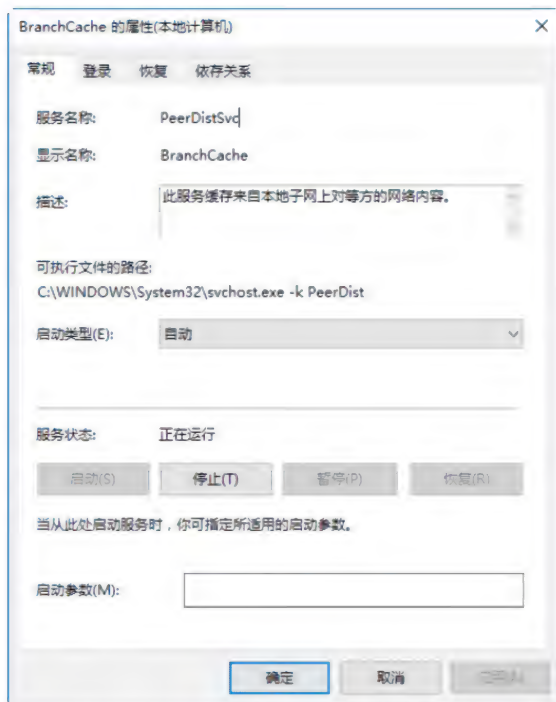 BranchCache 的属性(本地计算机)
常规 登录 恢复 依存关系
服务名称: PeerDistSvc
显示名称: BranchCache
描述: 此服务缓存来自本地子网上对等方的网络内容。
可执行文件的路径:
C:\WINDOWS\System32\svchost.exe -k PeerDist
启动类型(E): 自动
服务状态: 正在运行
启动(S) 停止(T) 暂停(P) 恢复(R)
当从此处启动服务时，你可指定所适用的启动参数。
启动参数(M):
确定 取消